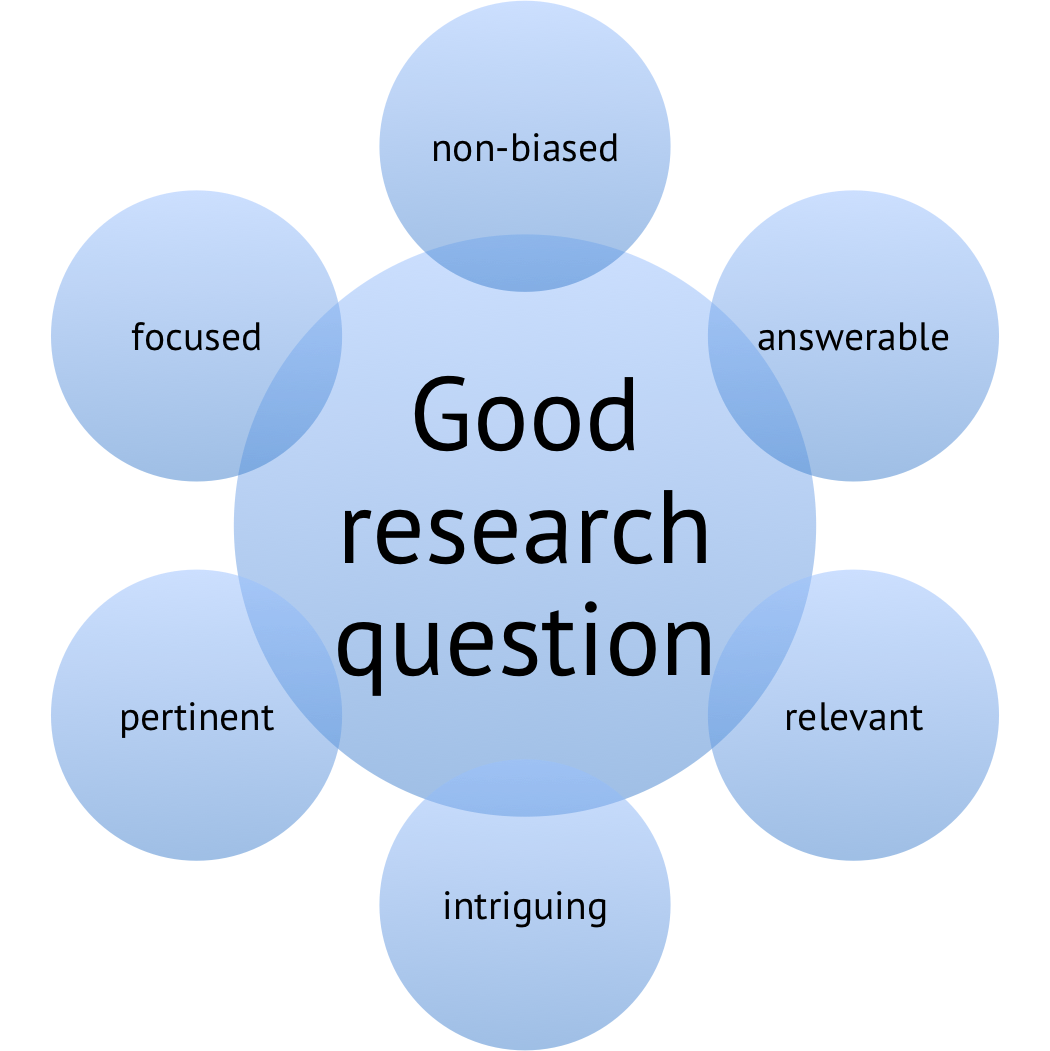 non-biased
focused
answerable
Good
research
question
pertinent
relevant
intriguing